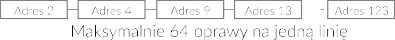 Adres 2 Adres 4 Adres 9 Adres 13 - Adres 123
Maksymalnie 64 oprawy na jedną linię